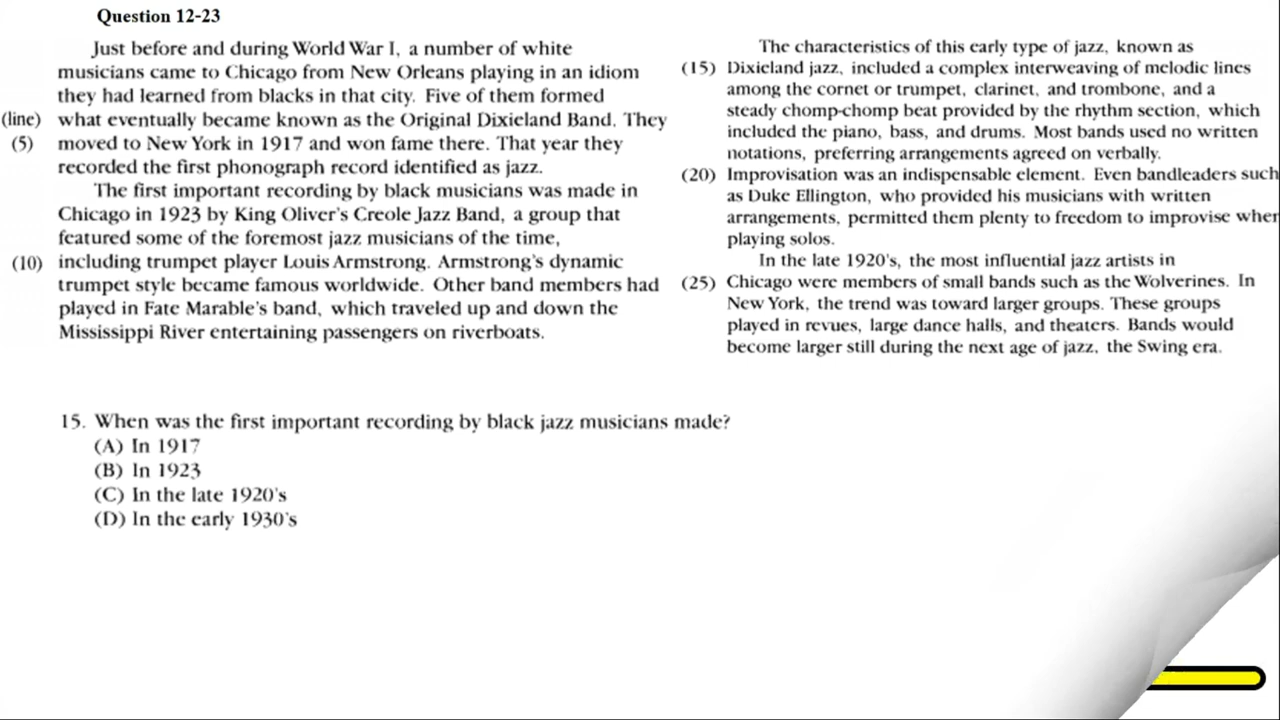 Question 12-23
Just before and during World War I, a number of white
musicians came to Chicago from New Orleans playing in an idiom
they had learned from blacks in that city. Five of them formed
(line) what eventually became known as the Original Dixieland Band. They
(5) moved to New York in 1917 and won fame there. That year they
recorded the first phonograph record identified as jazz.
The first important recording by black musicians was made in
Chicago in 1923 by King Oliver's Creole Jazz Band, a group that
featured some of the foremost jazz musicians of the time,
(10) including trumpet player Louis Armstrong. Armstrong's dynamic
trumpet style became famous worldwide. Other band members had
played in Fate Marable's band, which traveled up and down the
Mississippi River entertaining passengers on riverboats.
The characteristics of this early type of jazz, known as
(15) Dixieland jazz, included a complex interweaving of melodic lines
among the cornet or trumpet, clarinet, and trombone, and a
steady chomp-chomp beat provided by the rhythm section, which
included the piano, bass, and drums. Most bands used no written
notations, preferring arrangements agreed on verbally.
(20) Improvisation was an indispensable element. Even bandleaders such
as Duke Ellington, who provided his musicians with written
arrangements, permitted them plenty to freedom to improvise when
playing solos.
In the late 1920's, the most influential jazz artists in
(25) Chicago were members of small bands such as the Wolverines. In
New York, the trend was toward larger groups. These groups
played in revues, large dance halls, and theaters. Bands would
become larger still during the next age of jazz, the Swing era.
15. When was the first important recording by black jazz musicians made?
(A) In 1917
(B) In 1923
(C) In the late 1920's
(D) In the early 1930's